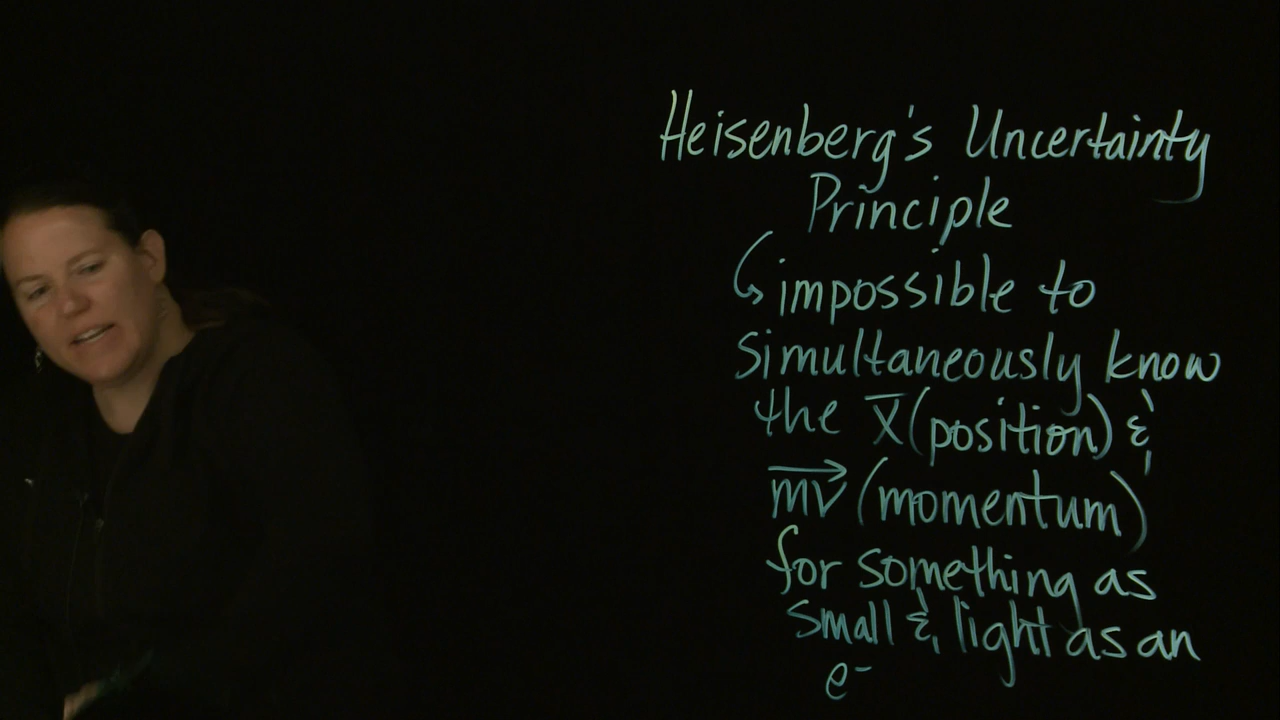 Heisenberg's Uncertainty
Principle
↳ impossible to
simultaneously know
the x̅ (position) &
m͞v⃗ (momentum)
for something as
small & light as an
e⁻